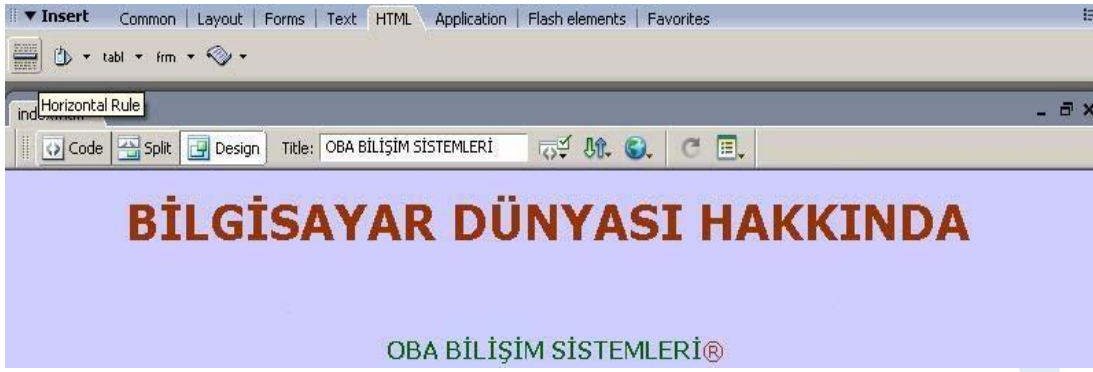 Insert Common Layout Forms Text HTML Application Flash elements Favorites
tabl frm
Horizontal Rule
Code Split Design Title: OBA BİLİŞİM SİSTEMLERİ
BİLGİSAYAR DÜNYASI HAKKINDA
OBA BİLİŞİM SİSTEMLERİ®